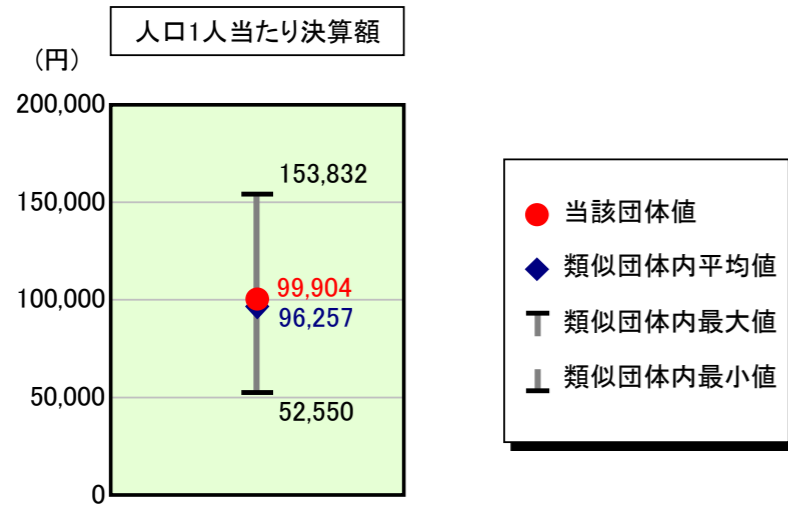 人口1人当たり決算額
（円）
200,000
153,832
150,000
99,904
100,000
96,257
50,000
52,550
0
当該団体値
類似団体内平均値
類似団体内最大値
類似団体内最小値